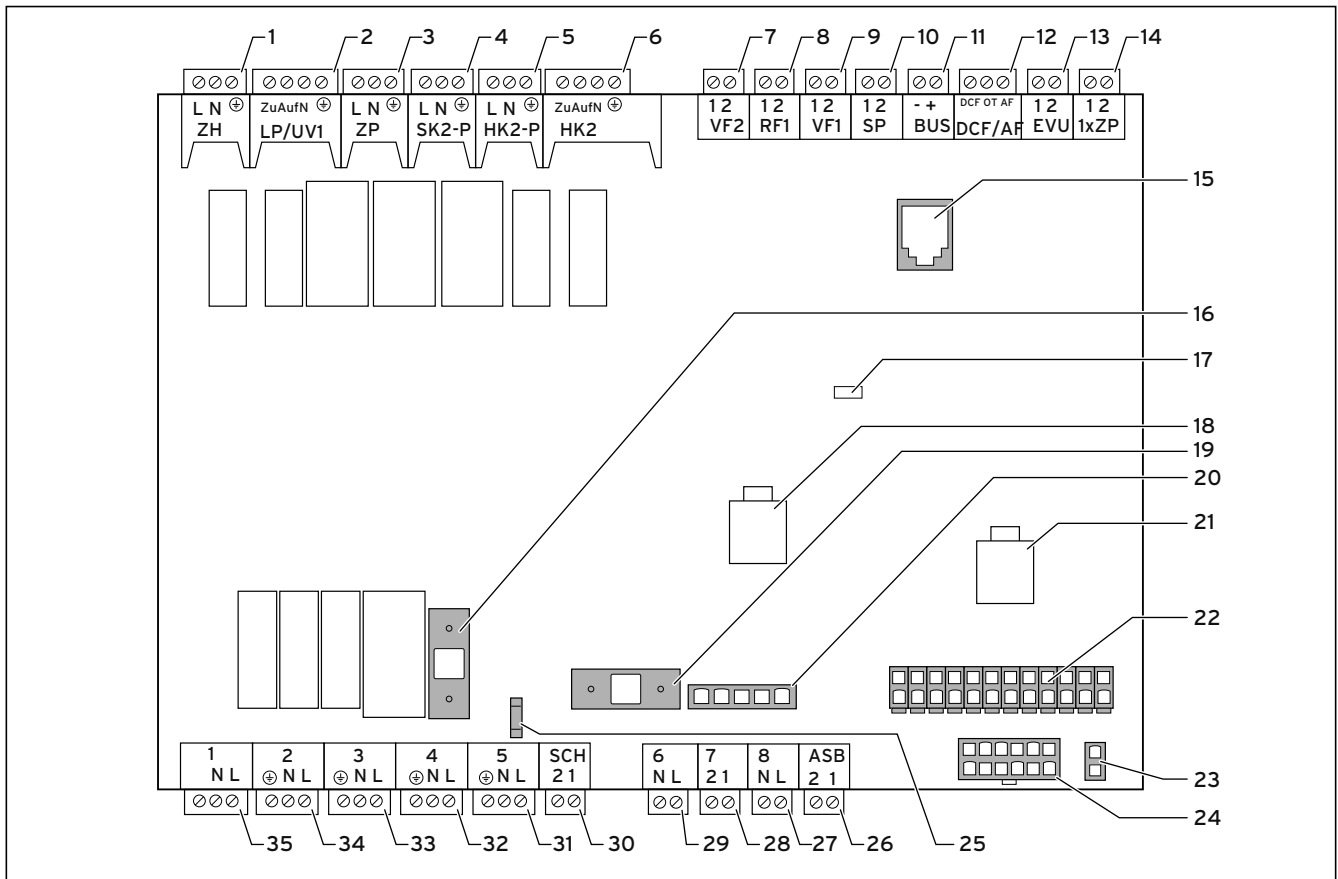 1 2 3 4 5 6 7 8 9 10 11 12 13 14
L N ZH
ZuAufN LP/UV1
L N ZP
L N SK2-P
L N HK2-P
ZuAufN HK2
1 2 VF2
1 2 RF1
1 2 VF1
1 2 SP
- + BUS
DCF OT AF DCF/AF
1 2 EVU
1 2 1xZP
15
16
17
18
19
20
21
22
23
24
25
1 N L
2 N L
3 N L
4 N L
5 N L
SCH 2 1
6 N L
7 2 1
8 N L
ASB 2 1
35 34 33 32 31 30 29 28 27 26